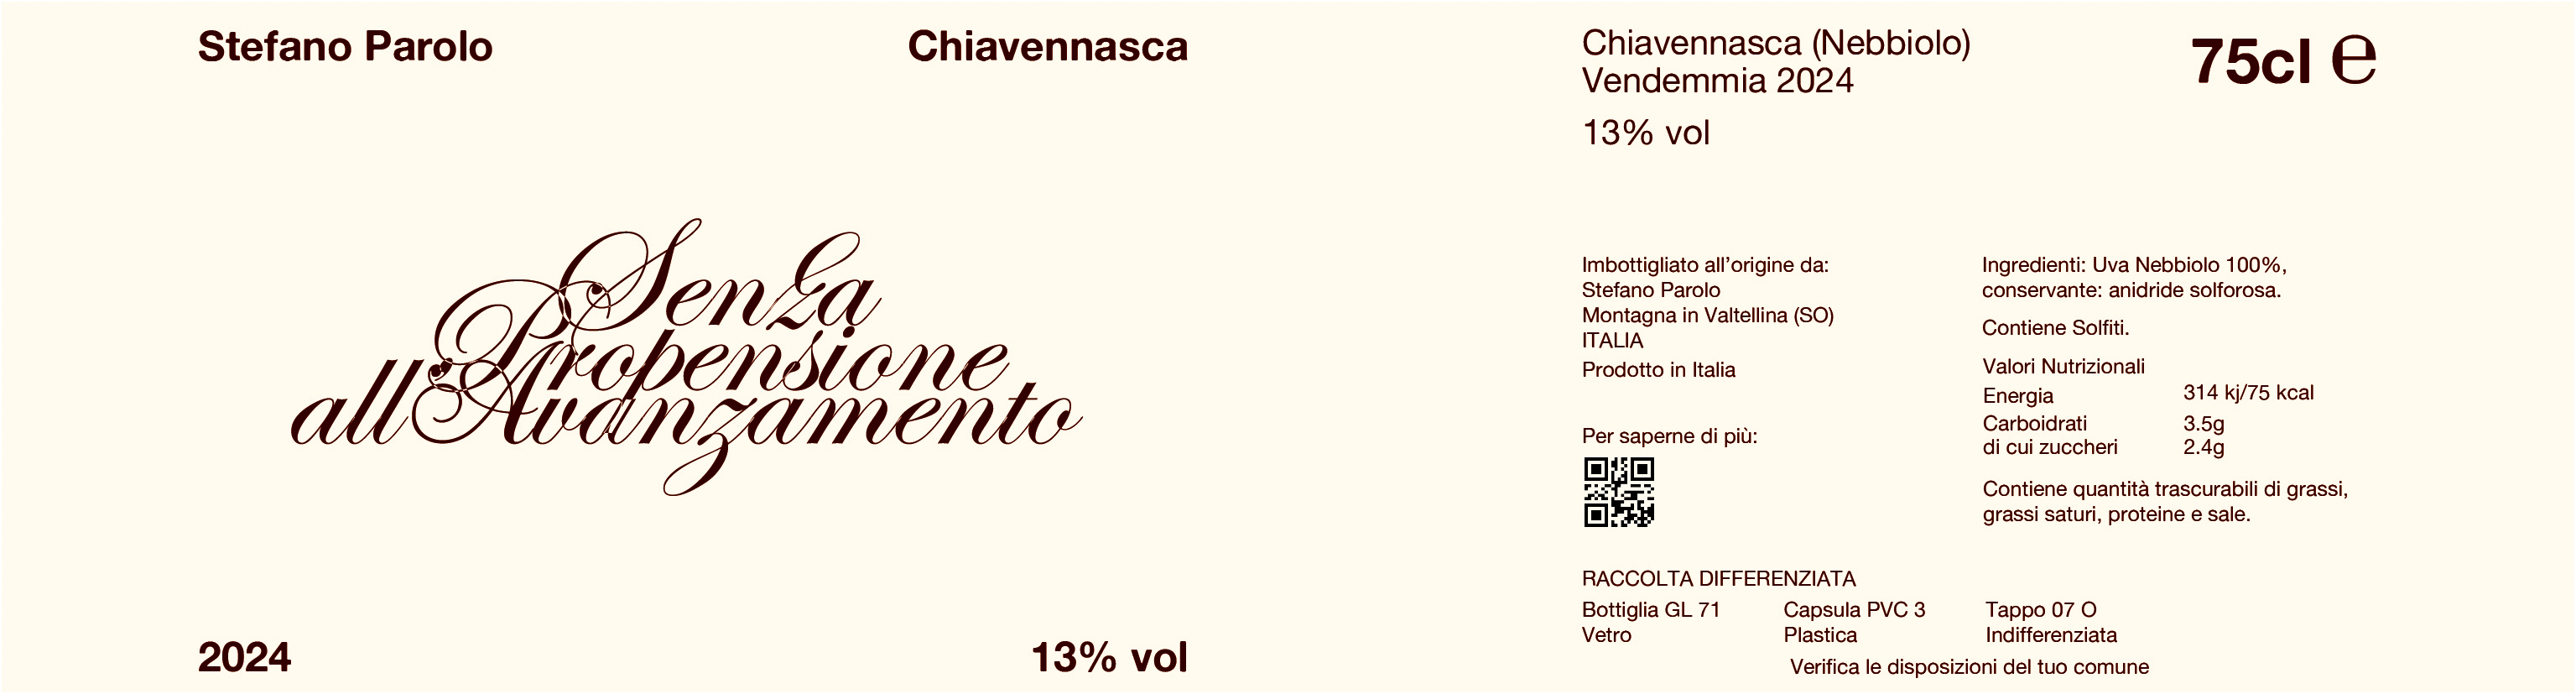 Stefano Parolo
Chiavennasca
Senza
Propensione
all'Avanzamento
2024
13% vol
Chiavennasca (Nebbiolo)
Vendemmia 2024
13% vol
75cl ℮
Imbottigliato all’origine da:
Stefano Parolo
Montagna in Valtellina (SO)
ITALIA
Prodotto in Italia
Per saperne di più:
Ingredienti: Uva Nebbiolo 100%,
conservante: anidride solforosa.
Contiene Solfiti.
Valori Nutrizionali
Energia 314 kj/75 kcal
Carboidrati 3.5g
di cui zuccheri 2.4g
Contiene quantità trascurabili di grassi,
grassi saturi, proteine e sale.
RACCOLTA DIFFERENZIATA
Bottiglia GL 71 Capsula PVC 3 Tappo 07 O
Vetro Plastica Indifferenziata
Verifica le disposizioni del tuo comune